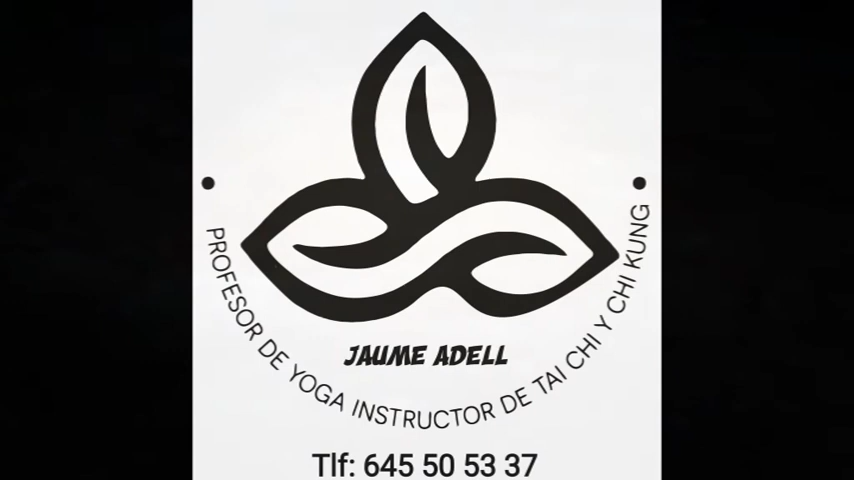 JAUME ADELL
PROFESOR DE YOGA INSTRUCTOR DE TAI CHI Y CHI KUNG
Tlf: 645 50 53 37